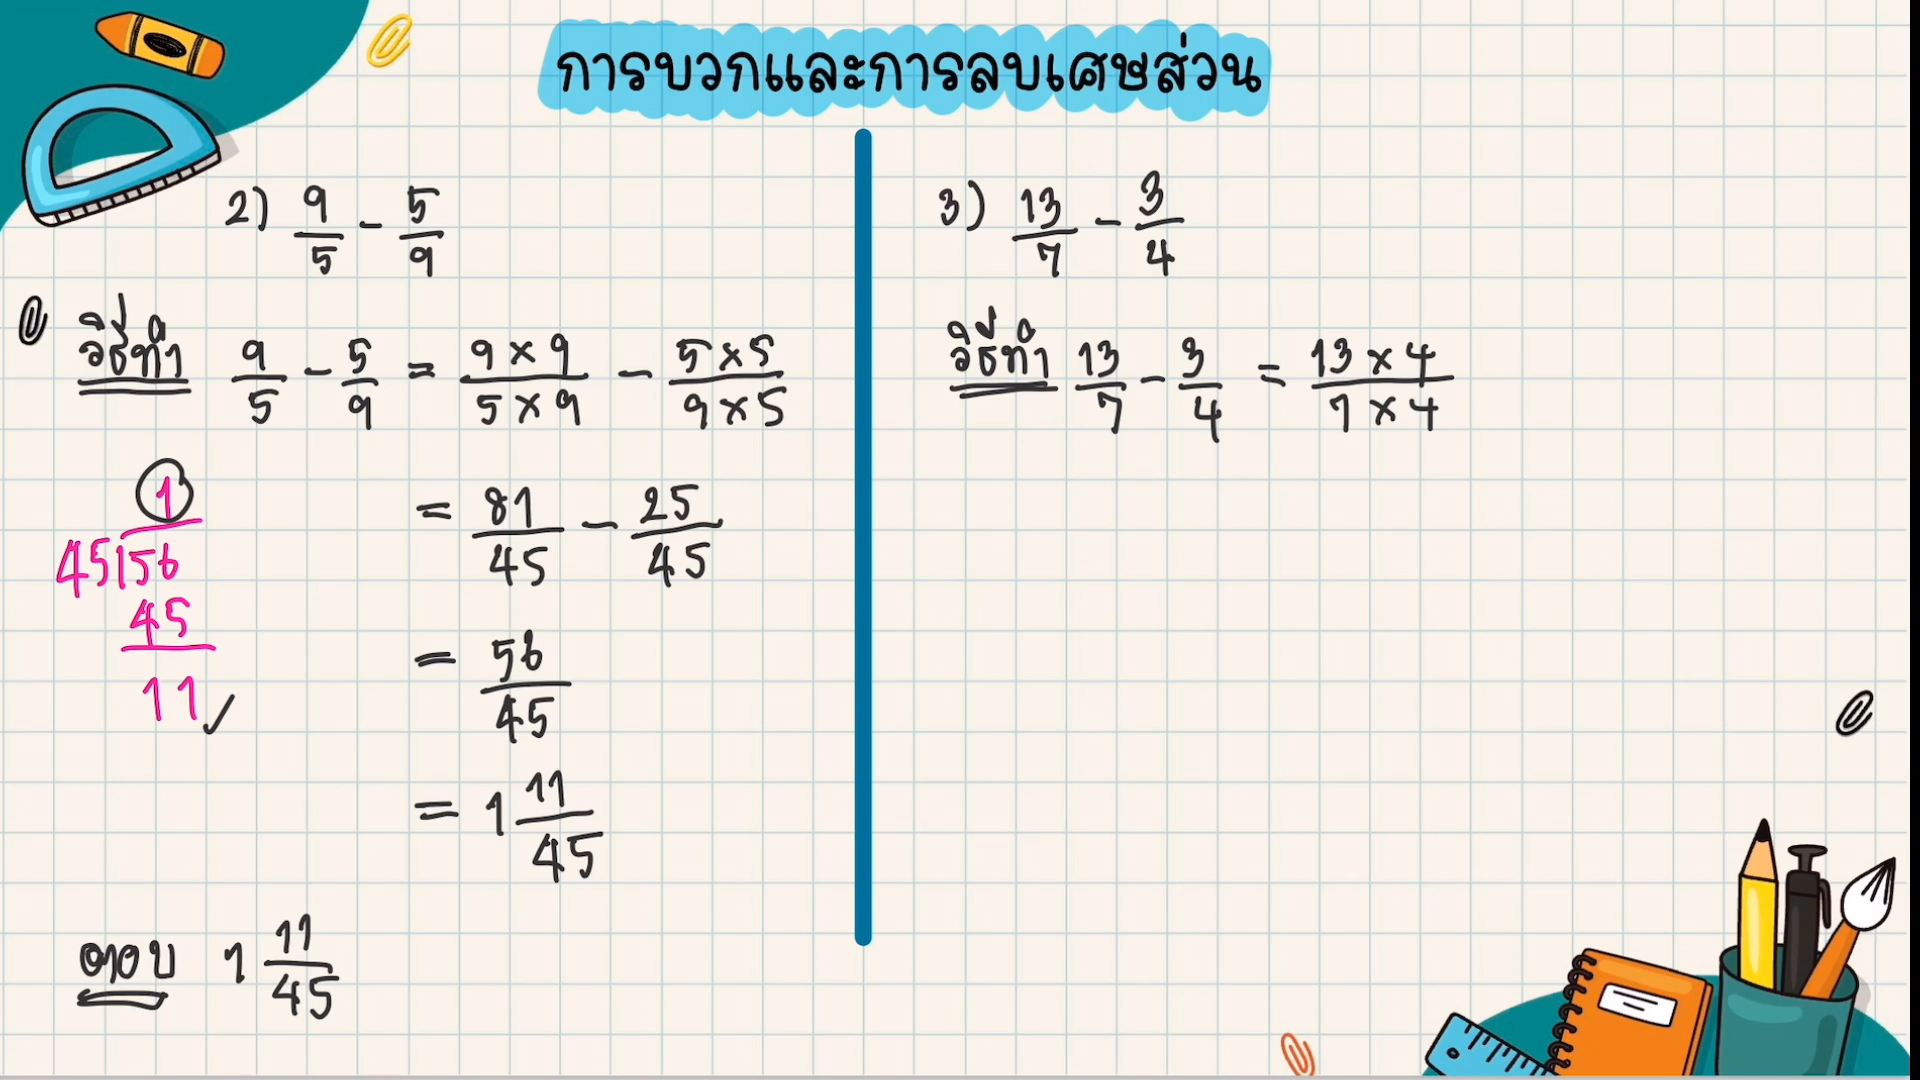 การบวกและการลบเศษส่วน
2) 9/5 - 5/9
วิธีทำ 9/5 - 5/9 = 9 × 9/5 × 9 - 5 × 5/9 × 5
= 81/45 - 25/45
= 56/45
= 1 11/45
1
45 56
45
11 ✓
ตอบ 1 11/45
3) 13/7 - 3/4
วิธีทำ 13/7 - 3/4 = 13 × 4/7 × 4